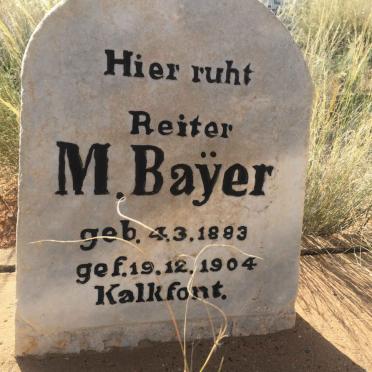 Hier ruht
Reiter
M. Baÿer
geb. 4.3.1883
gef. 19.12.1904
Kalkfont.